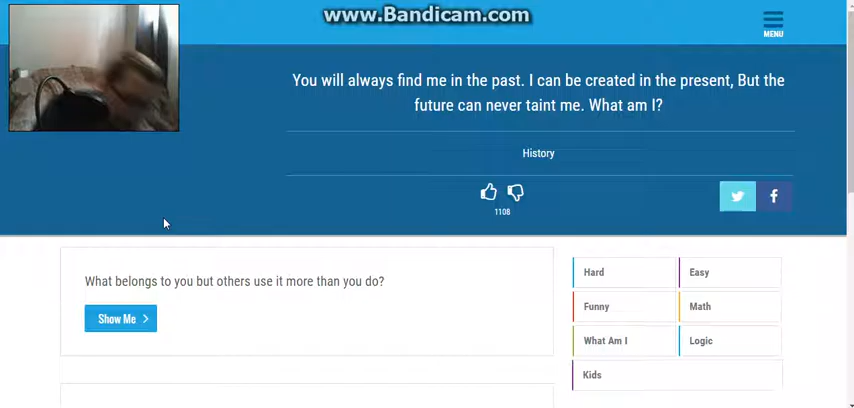 www.Bandicam.com
MENU
You will always find me in the past. I can be created in the present, But the
future can never taint me. What am I?
History
1108
What belongs to you but others use it more than you do?
Show Me
Hard
Easy
Funny
Math
What Am I
Logic
Kids